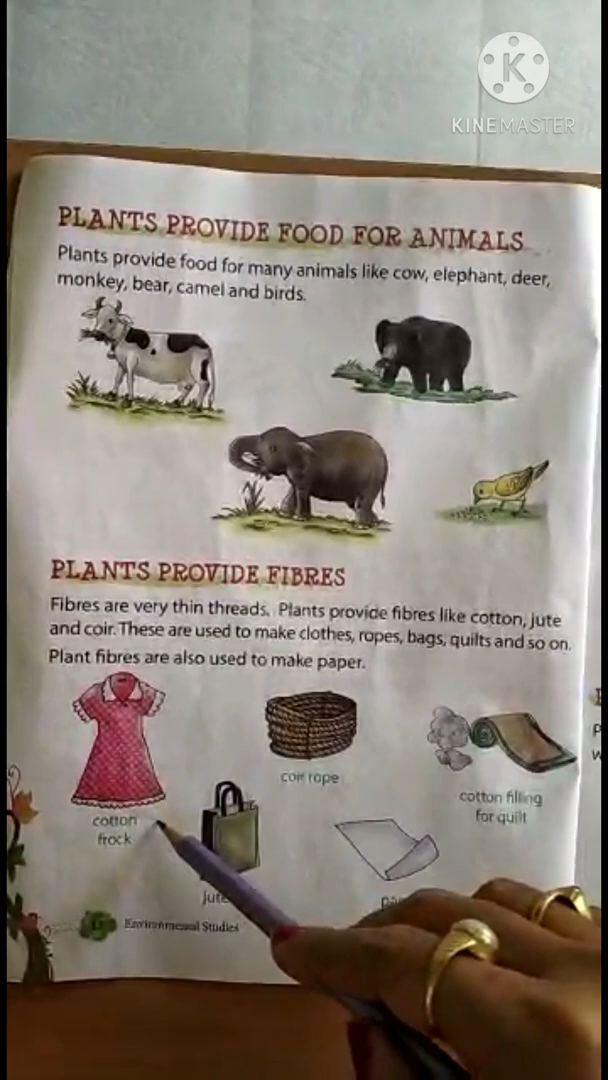 KINEMASTER
PLANTS PROVIDE FOOD FOR ANIMALS
Plants provide food for many animals like cow, elephant, deer,
monkey, bear, camel and birds.
PLANTS PROVIDE FIBRES
Fibres are very thin threads. Plants provide fibres like cotton, jute
and coir. These are used to make clothes, ropes, bags, quilts and so on.
Plant fibres are also used to make paper.
coir rope
cotton filling
for quilt
cotton
frock
jute
Environmental Studies